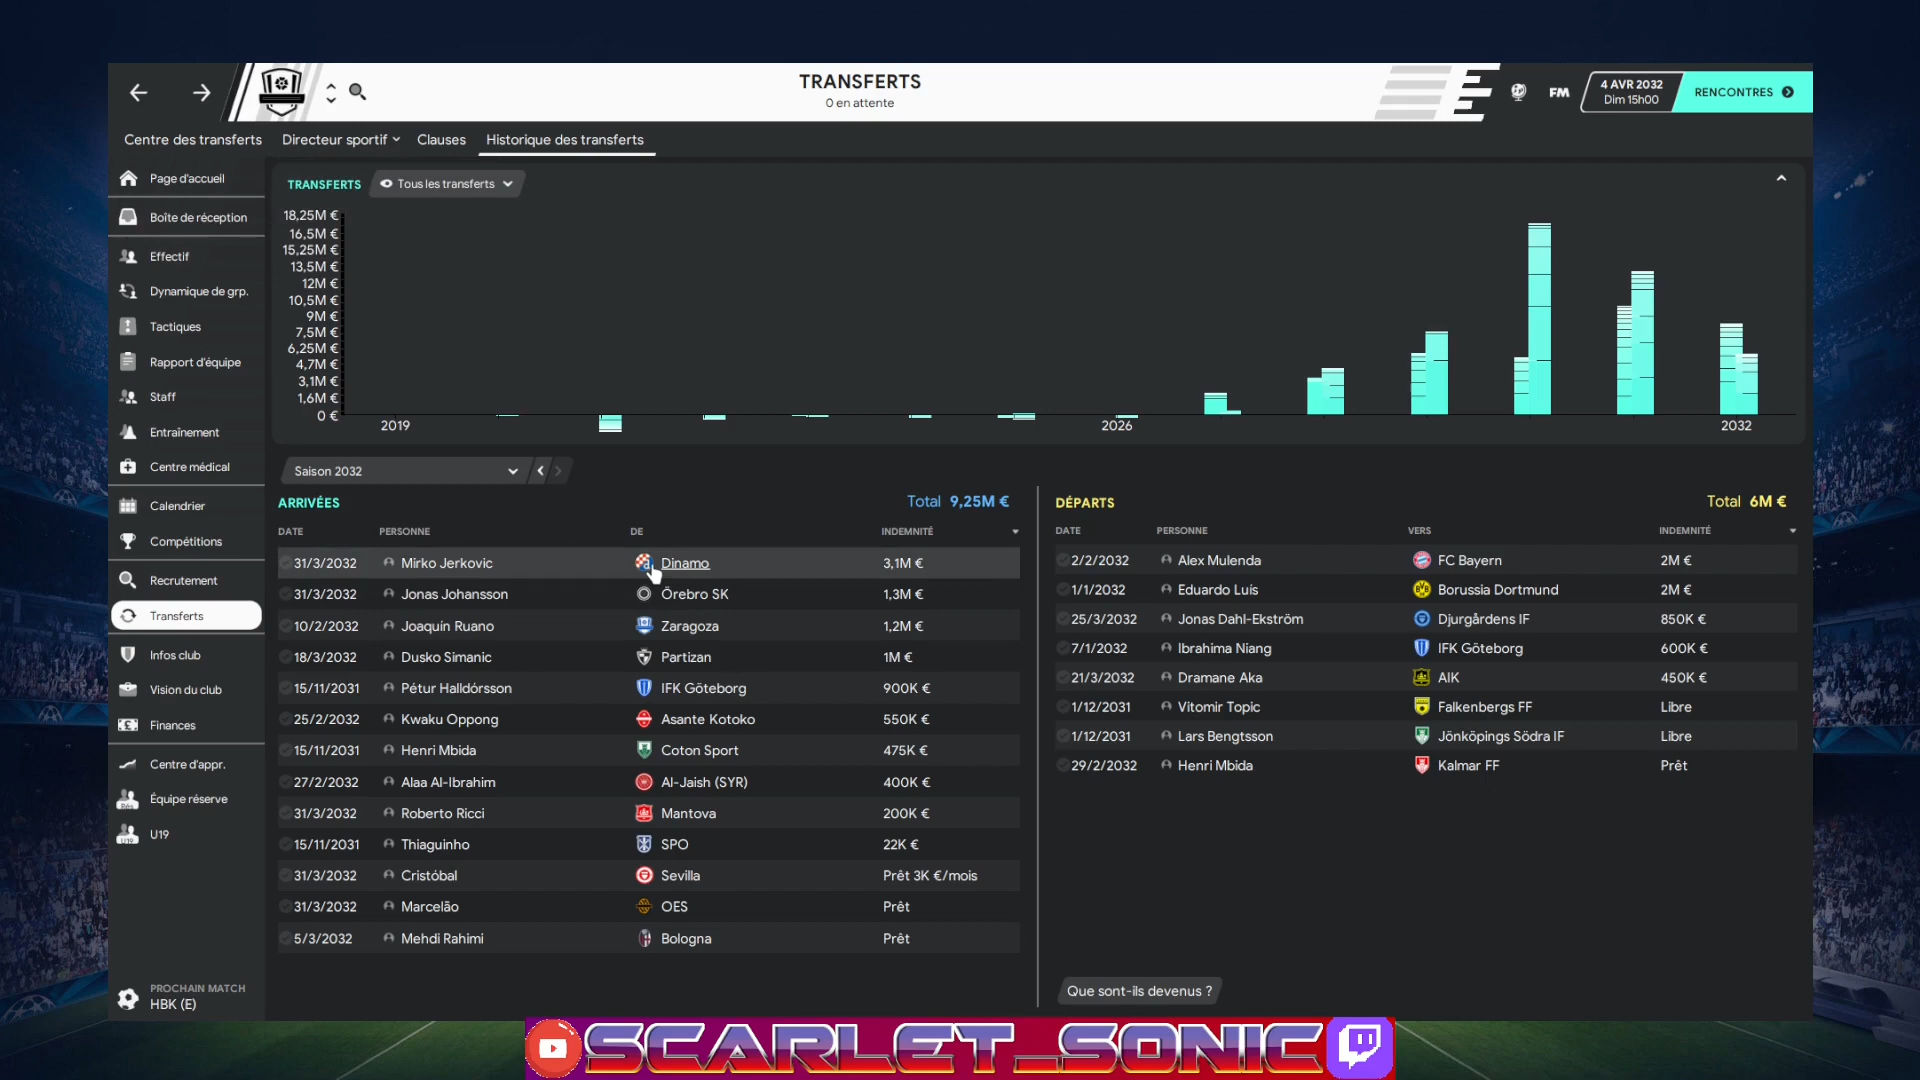 TRANSFERTS
0 en attente
FM
4 AVR 2032
Dim 15h00
RENCONTRES
Centre des transferts
Directeur sportif
Clauses
Historique des transferts
Page d'accueil
Boîte de réception
Effectif
Dynamique de grp.
Tactiques
Rapport d'équipe
Staff
Entraînement
Centre médical
Calendrier
Compétitions
Recrutement
Transferts
Infos club
Vision du club
Finances
Centre d'appr.
Équipe réserve
U19
PROCHAIN MATCH
HBK (E)
TRANSFERTS
Tous les transferts
18,25M €
16,5M €
15,25M €
13,5M €
12M €
10,5M €
9M €
7,5M €
6,25M €
4,7M €
3,1M €
1,6M €
0 €
2019
2026
2032
Saison 2032
ARRIVÉES
Total 9,25M €
DATE PERSONNE DE INDEMNITÉ
31/3/2032 Mirko Jerkovic Dinamo 3,1M €
31/3/2032 Jonas Johansson Örebro SK 1,3M €
10/2/2032 Joaquín Ruano Zaragoza 1,2M €
18/3/2032 Dusko Simanic Partizan 1M €
15/11/2031 Pétur Halldórsson IFK Göteborg 900K €
25/2/2032 Kwaku Oppong Asante Kotoko 550K €
15/11/2031 Henri Mbida Coton Sport 475K €
27/2/2032 Alaa Al-Ibrahim Al-Jaish (SYR) 400K €
31/3/2032 Roberto Ricci Mantova 200K €
15/11/2031 Thiaguinho SPO 22K €
31/3/2032 Cristóbal Sevilla Prêt 3K €/mois
31/3/2032 Marcelão OES Prêt
5/3/2032 Mehdi Rahimi Bologna Prêt
DÉPARTS
Total 6M €
DATE PERSONNE VERS INDEMNITÉ
2/2/2032 Alex Mulenda FC Bayern 2M €
1/1/2032 Eduardo Luis Borussia Dortmund 2M €
25/3/2032 Jonas Dahl-Ekström Djurgårdens IF 850K €
7/1/2032 Ibrahima Niang IFK Göteborg 600K €
21/3/2032 Dramane Aka AIK 450K €
1/12/2031 Vitomir Topic Falkenbergs FF Libre
1/12/2031 Lars Bengtsson Jönköpings Södra IF Libre
29/2/2032 Henri Mbida Kalmar FF Prêt
Que sont-ils devenus ?
SCARLET_SONIC